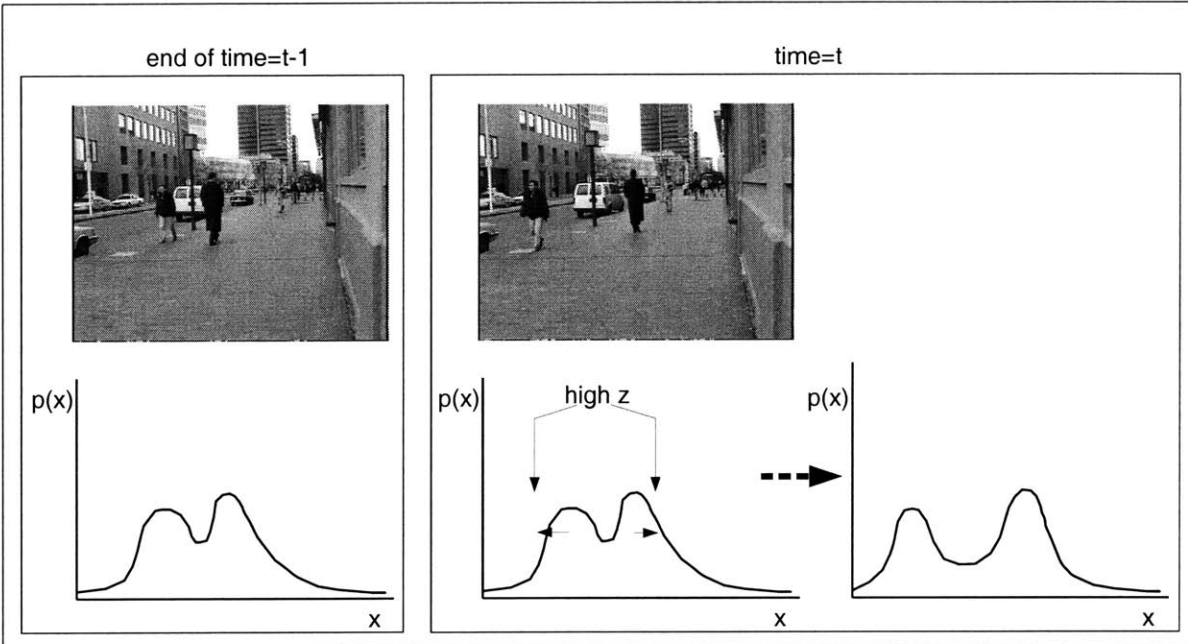 end of time=t-1
time=t
p(x)
x
p(x)
high z
x
p(x)
x